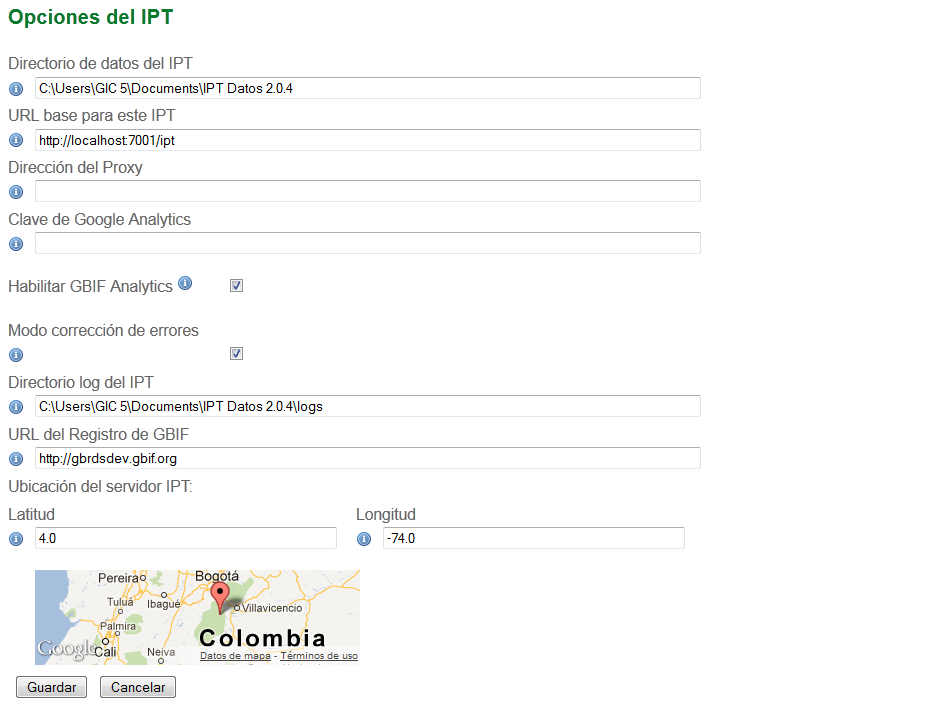 Opciones del IPT
Directorio de datos del IPT
C:\Users\GIC 5\Documents\IPT Datos 2.0.4
URL base para este IPT
http://localhost:7001/ipt
Dirección del Proxy
Clave de Google Analytics
Habilitar GBIF Analytics
Modo corrección de errores
Directorio log del IPT
C:\Users\GIC 5\Documents\IPT Datos 2.0.4\logs
URL del Registro de GBIF
http://gbrdsdev.gbif.org
Ubicación del servidor IPT:
Latitud Longitud
4.0 -74.0
Pereira Bogotá
Tuluá Ibagué Villavicencio
Palmira
Colombia
Google Cali Neiva
Datos de mapa - Términos de uso
Guardar Cancelar